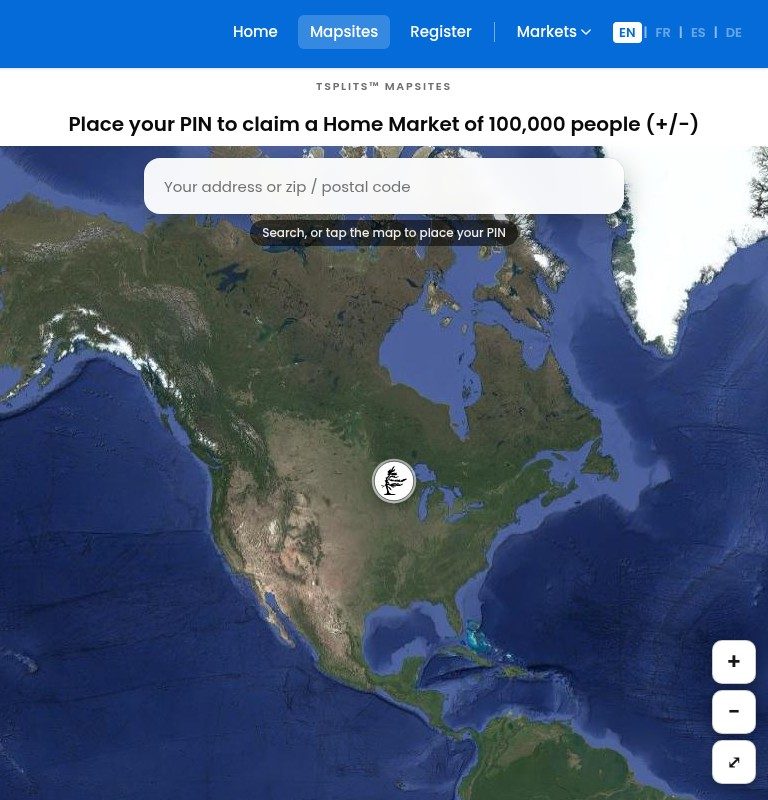 Home Mapsites Register Markets EN | FR | ES | DE
TSPLITS™ MAPSITES
Place your PIN to claim a Home Market of 100,000 people (+/-)
Your address or zip / postal code
Search, or tap the map to place your PIN
+
-